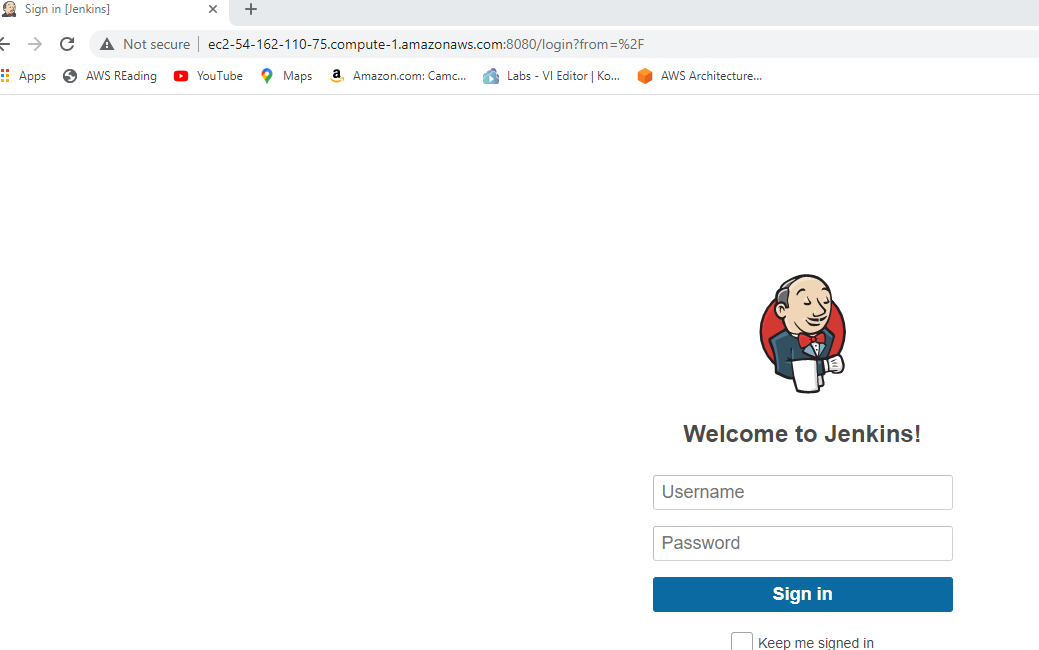 Sign in [Jenkins]
Not secure | ec2-54-162-110-75.compute-1.amazonaws.com:8080/login?from=%2F
Apps AWS REading YouTube Maps Amazon.com: Camc... Labs - VI Editor | Ko... AWS Architecture...
Welcome to Jenkins!
Username
Password
Sign in
Keep me signed in